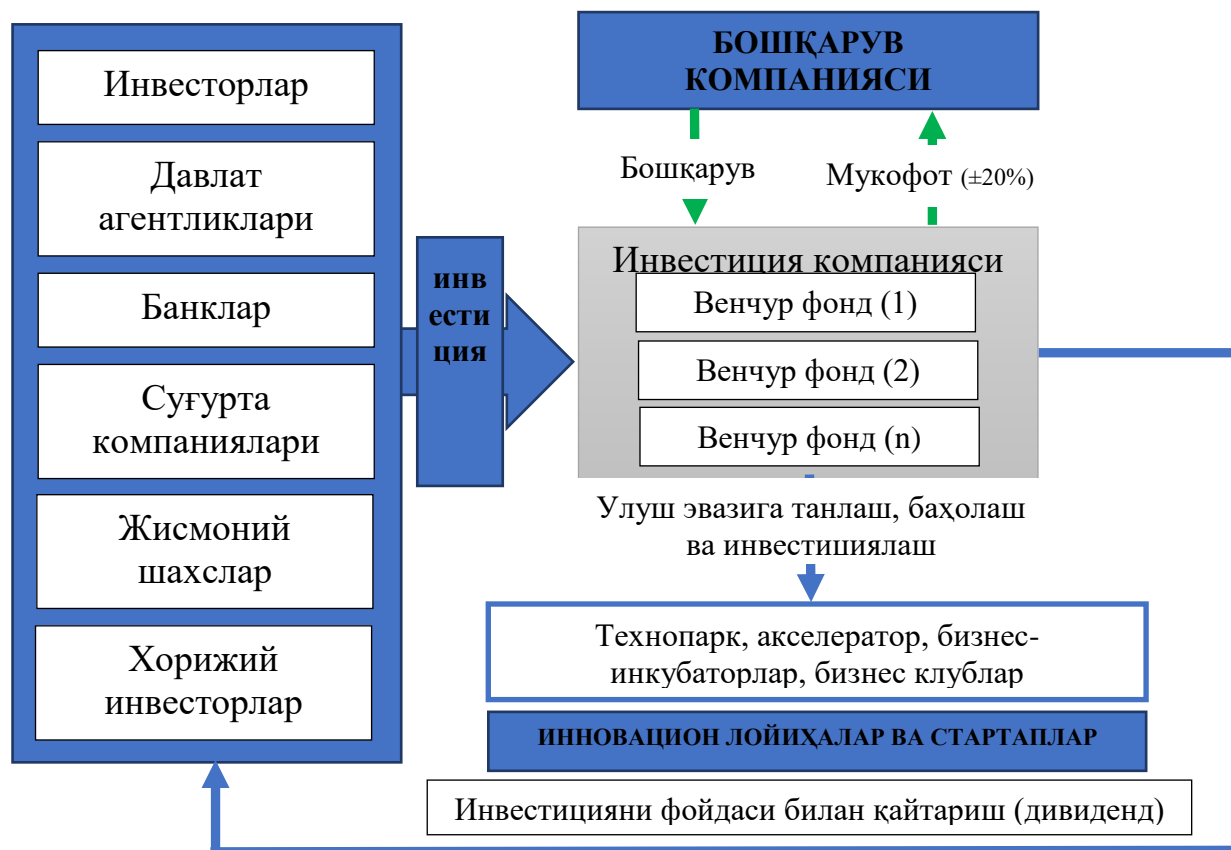 Инвесторлар
Давлат
агентликлари
Банклар
Суғурта
компаниялари
Жисмоний
шахслар
Хорижий
инвесторлар
инв
ести
ция
БОШҚАРУВ
КОМПАНИЯСИ
Бошқарув
Мукофот (±20%)
Инвестиция компанияси
Венчур фонд (1)
Венчур фонд (2)
Венчур фонд (n)
Улуш эвазига танлаш, баҳолаш
ва инвестициялаш
Технопарк, акселератор, бизнес-
инкубаторлар, бизнес клублар
ИННОВАЦИОН ЛОЙИҲАЛАР ВА СТАРТАПЛАР
Инвестицияни фойдаси билан қайтариш (дивиденд)